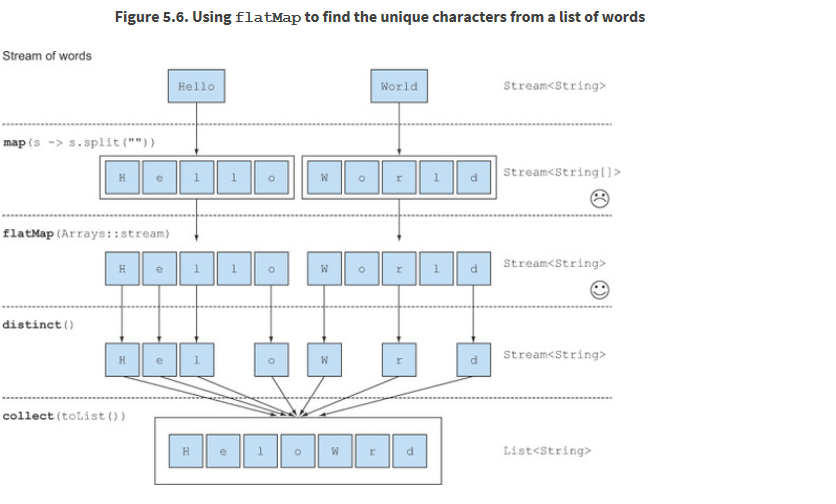 Figure 5.6. Using flatMap to find the unique characters from a list of words
Stream of words
Hello World Stream<String>
map(s -> s.split(""))
H e l l o W o r l d Stream<String[]>
flatMap(Arrays::stream)
H e l l o W o r l d Stream<String>
distinct()
H e l o W r d Stream<String>
collect(toList())
H e l o W r d List<String>